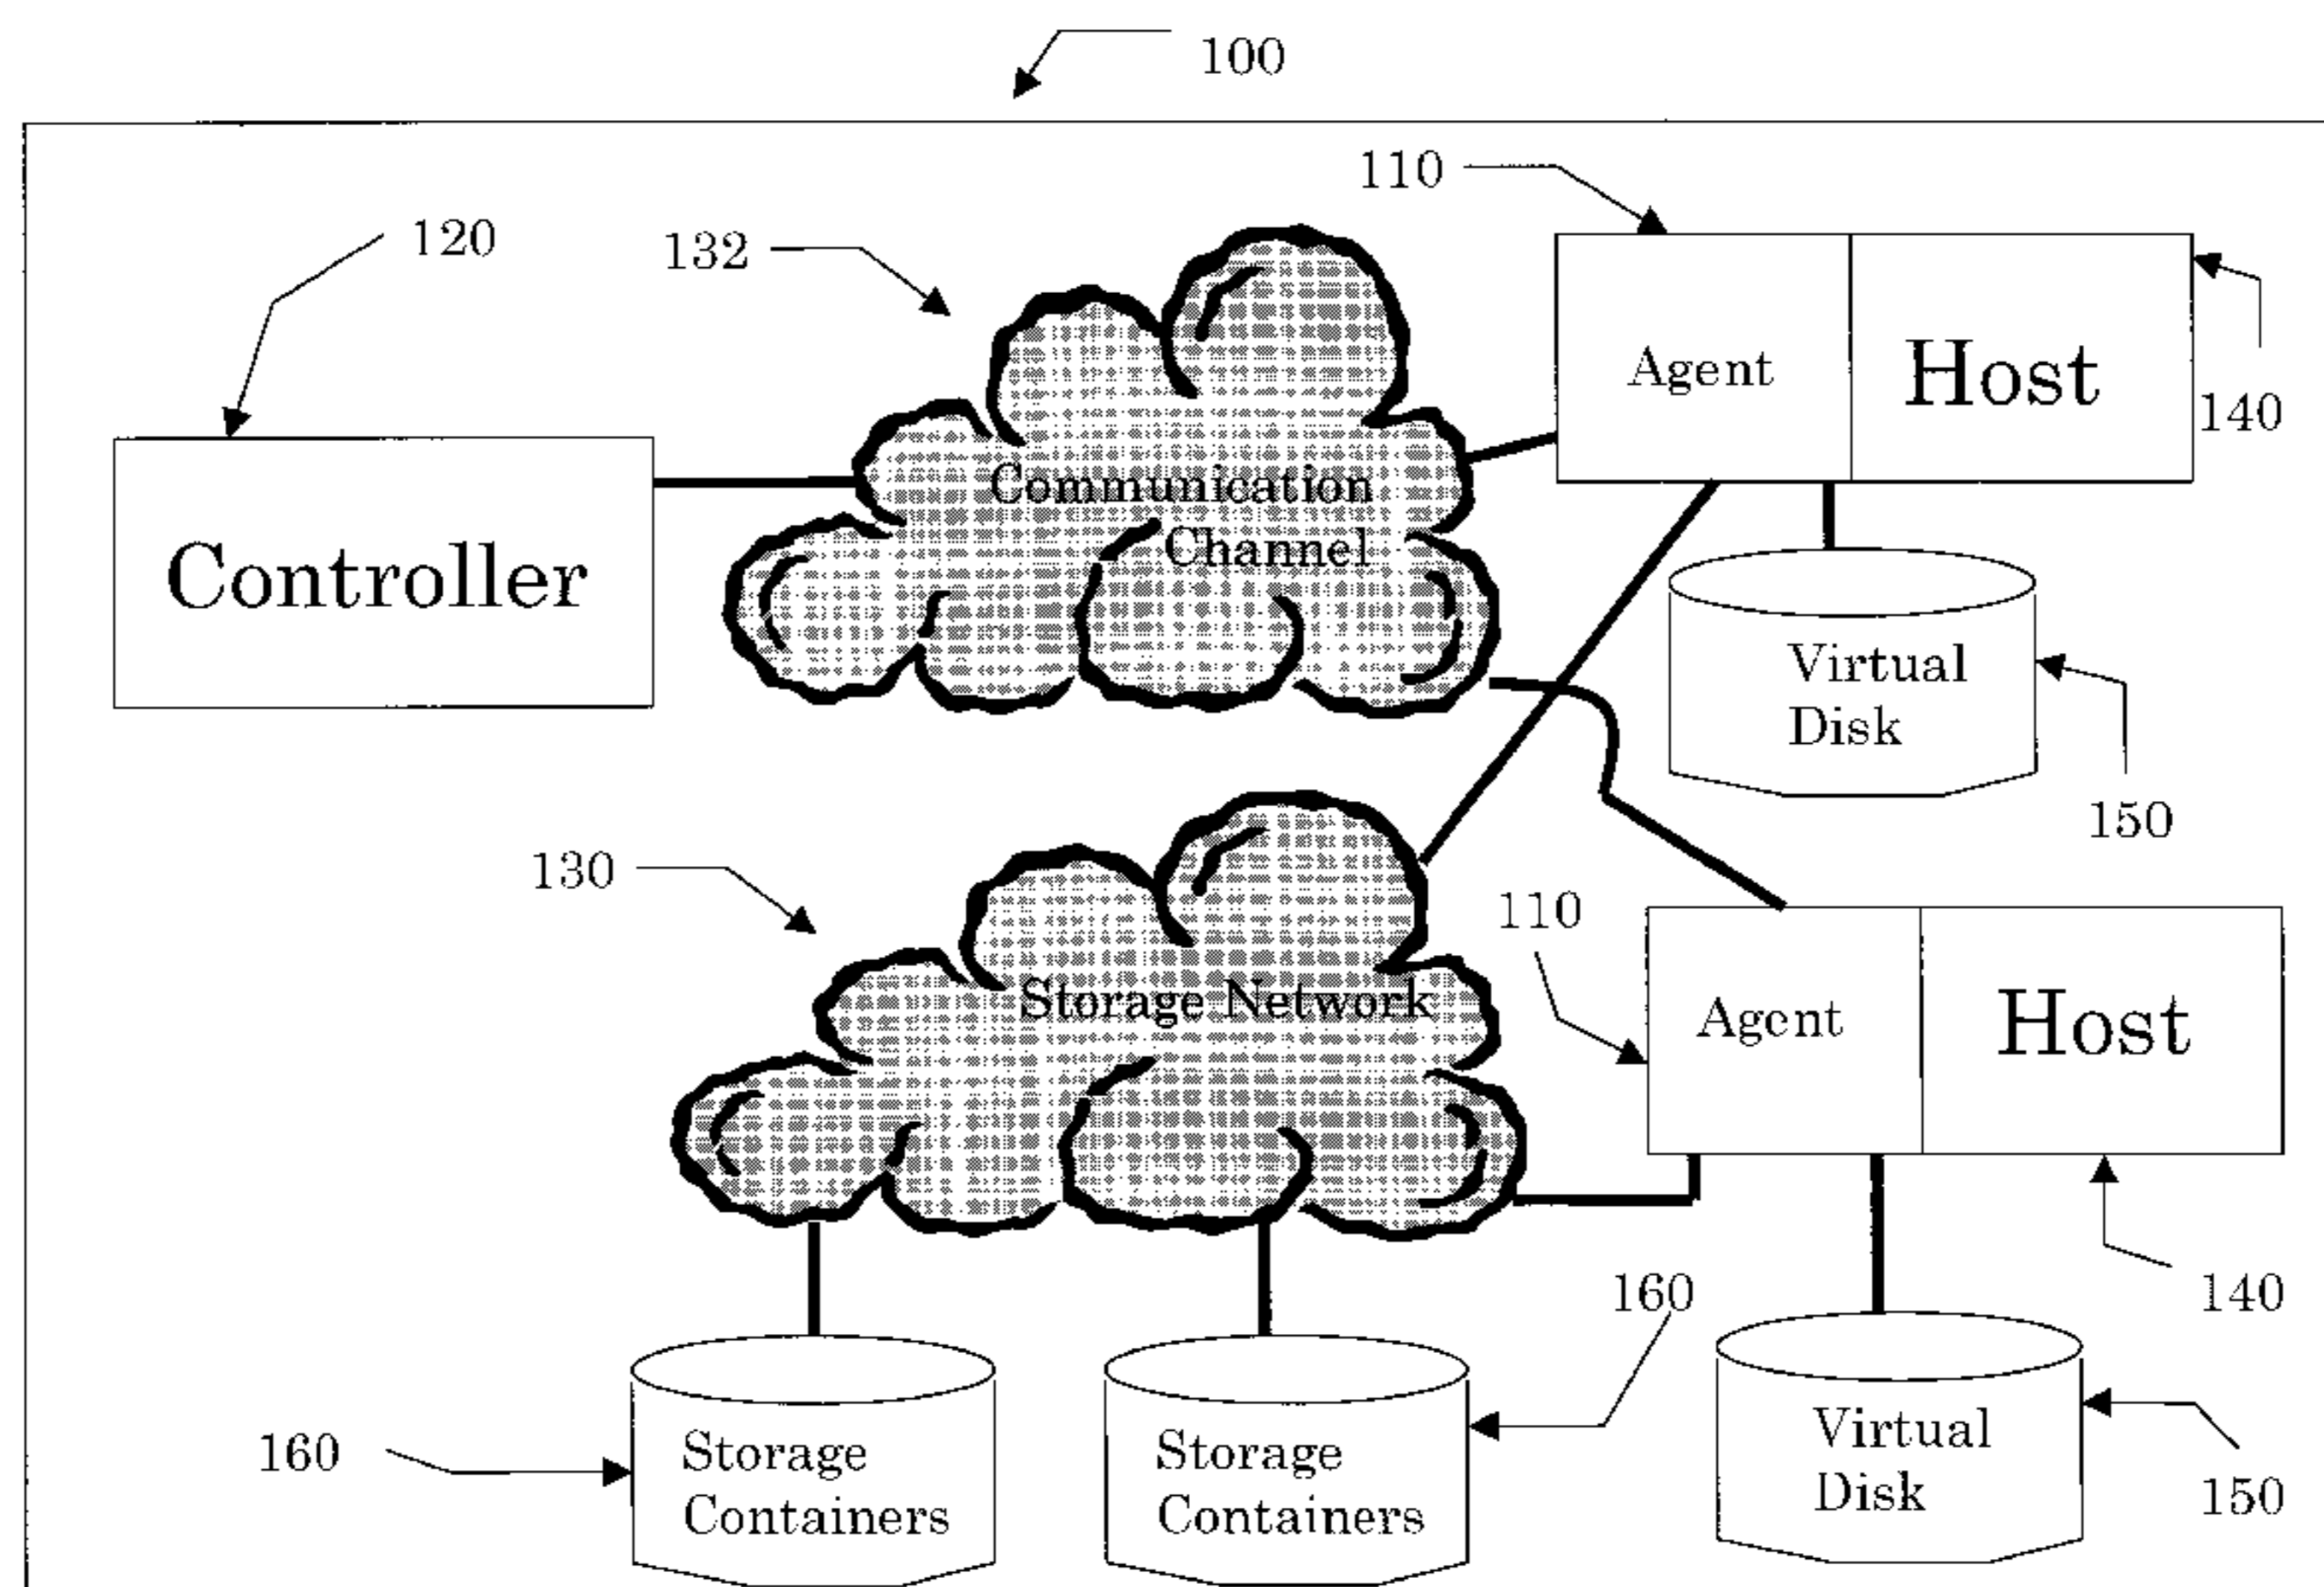 100
110
120
132
Agent
Host
140
Communication
Channel
Controller
Virtual
Disk
150
130
110
Storage Network
Agent
Host
160
140
Virtual
Disk
160
Storage
Containers
Storage
Containers
150